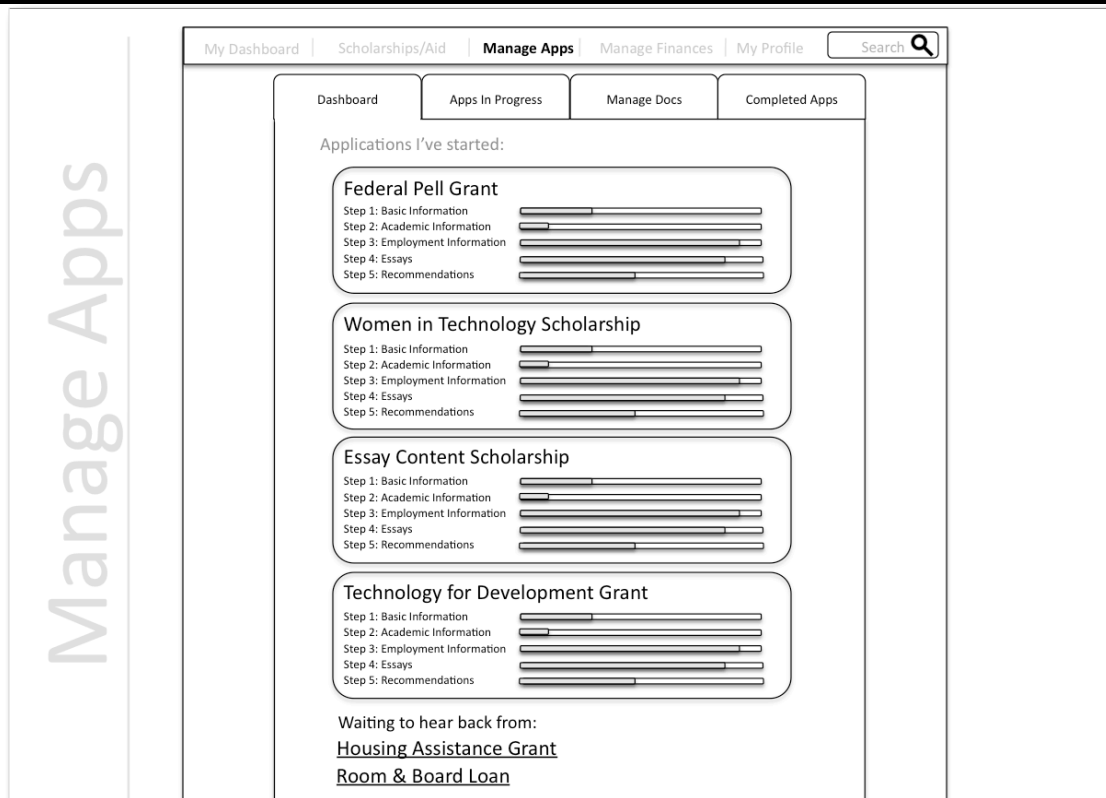 Manage Apps
My Dashboard Scholarships/Aid Manage Apps Manage Finances My Profile Search
Dashboard Apps In Progress Manage Docs Completed Apps
Applications I've started:
Federal Pell Grant
Step 1: Basic Information
Step 2: Academic Information
Step 3: Employment Information
Step 4: Essays
Step 5: Recommendations
Women in Technology Scholarship
Step 1: Basic Information
Step 2: Academic Information
Step 3: Employment Information
Step 4: Essays
Step 5: Recommendations
Essay Content Scholarship
Step 1: Basic Information
Step 2: Academic Information
Step 3: Employment Information
Step 4: Essays
Step 5: Recommendations
Technology for Development Grant
Step 1: Basic Information
Step 2: Academic Information
Step 3: Employment Information
Step 4: Essays
Step 5: Recommendations
Waiting to hear back from:
Housing Assistance Grant
Room & Board Loan